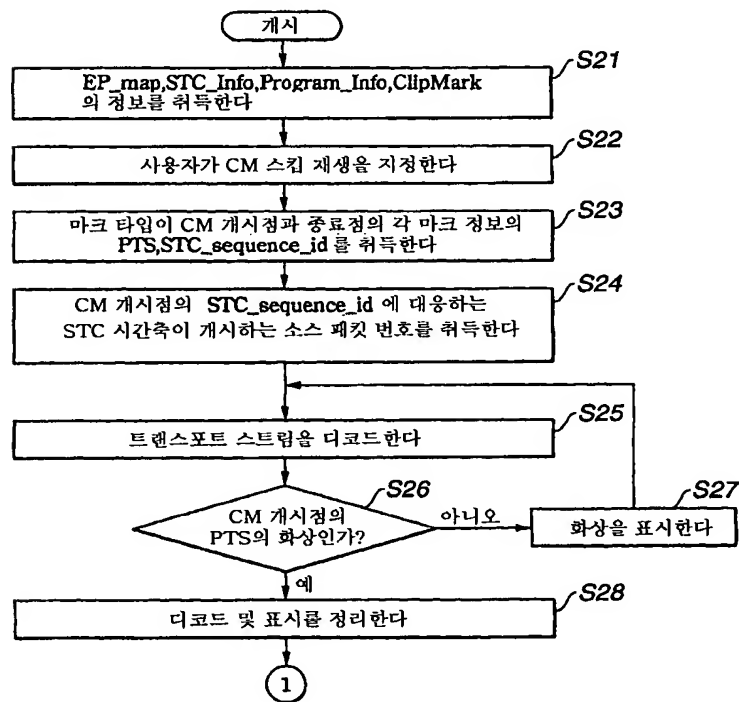 개시
S21
EP_map,STC_Info,Program_Info,ClipMark
의 정보를 취득한다
S22
사용자가 CM 스킵 재생을 지정한다
S23
마크 타입이 CM 개시점과 종료점의 각 마크 정보의
PTS,STC_sequence_id 를 취득한다
S24
CM 개시점의 STC_sequence_id 에 대응하는
STC 시간축이 개시하는 소스 패킷 번호를 취득한다
S25
트랜스포트 스트림을 디코드한다
S26
CM 개시점의
PTS의 화상인가?
아니오
S27
화상을 표시한다
예
S28
디코드 및 표시를 정리한다
1